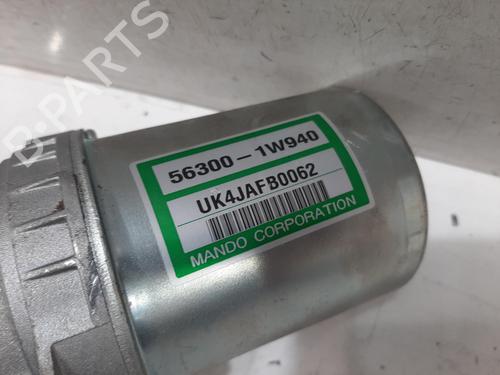 B-PARTS
56300-1W940
UK4JAFB0062
MANDO CORPORATION